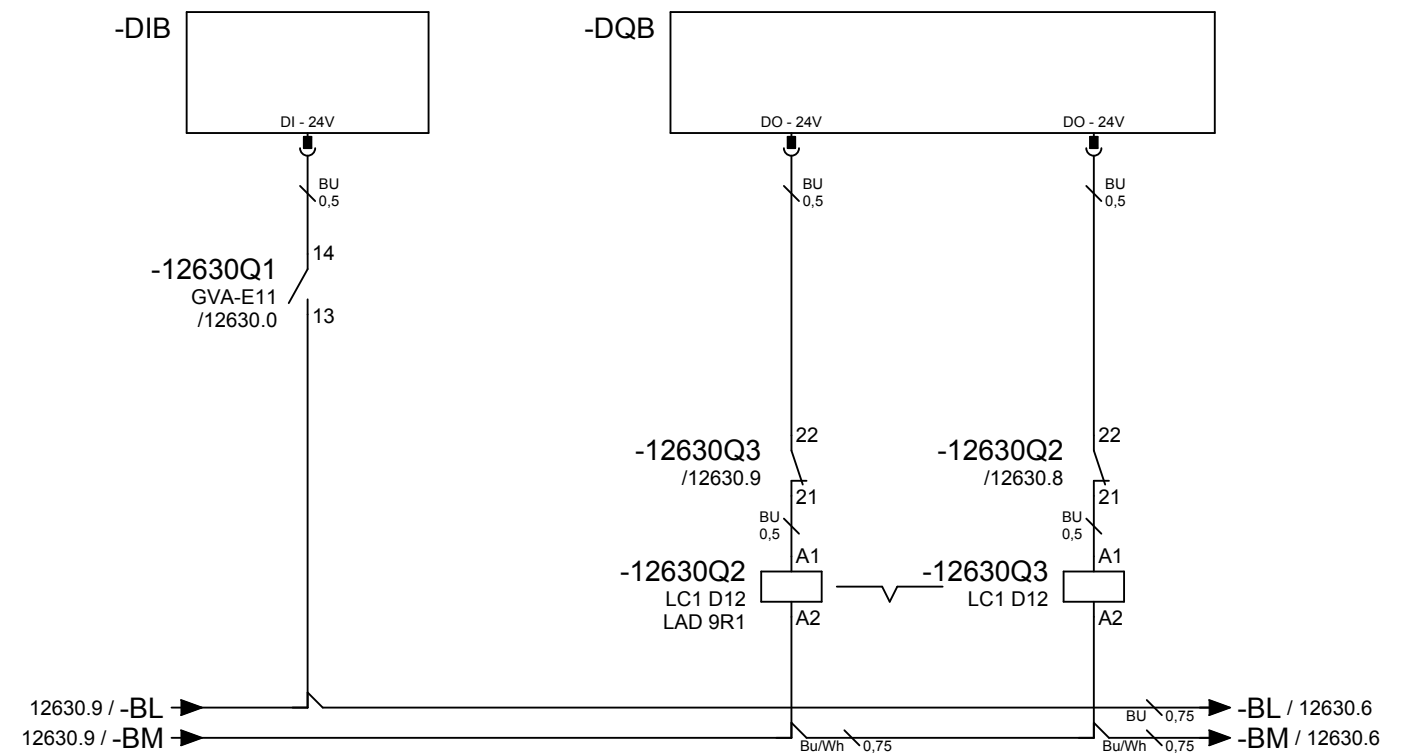 -DIB
-DQB
DI - 24V
DO - 24V
DO - 24V
BU
0,5
BU
0,5
BU
0,5
14
-12630Q1
GVA-E11
/12630.0
13
22
-12630Q3
/12630.9
21
22
-12630Q2
/12630.8
21
BU
0,5
BU
0,5
A1
-12630Q2
LC1 D12
LAD 9R1
A2
A1
-12630Q3
LC1 D12
A2
12630.9 / -BL
BU 0,75
-BL / 12630.6
12630.9 / -BM
Bu/Wh 0,75
Bu/Wh 0,75
-BM / 12630.6